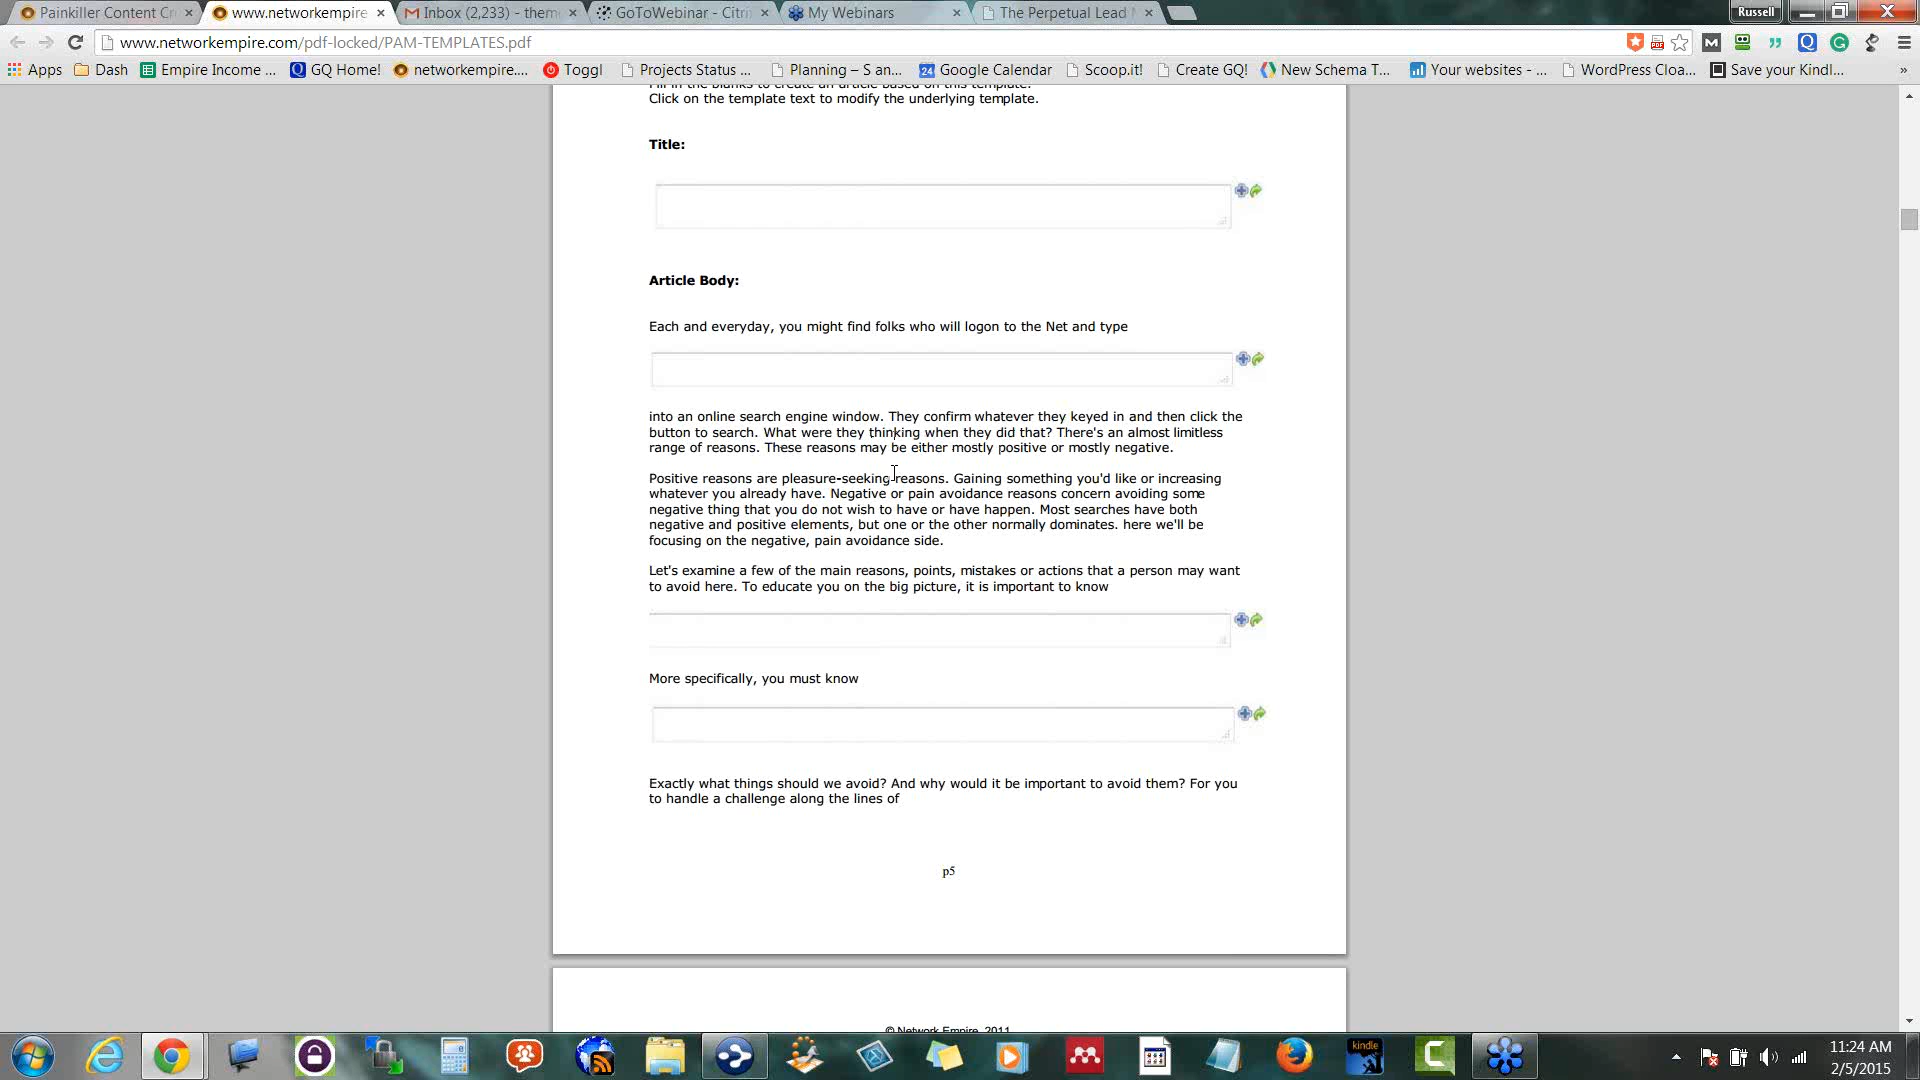 Painkiller Content Cr
www.networkempire
Inbox (2,233) - them
GoToWebinar - Citri
My Webinars
The Perpetual Lead
Russell
www.networkempire.com/pdf-locked/PAM-TEMPLATES.pdf
Apps
Dash
Empire Income ...
GQ Home!
networkempire....
Toggl
Projects Status ...
Planning – S an...
Google Calendar
Scoop.it!
Create GQ!
New Schema T...
Your websites - ...
WordPress Cloa...
Save your Kindl...
»
Fill in the blanks to create an article based on this template.
Click on the template text to modify the underlying template.
Title:
Article Body:
Each and everyday, you might find folks who will logon to the Net and type
into an online search engine window. They confirm whatever they keyed in and then click the
button to search. What were they thinking when they did that? There's an almost limitless
range of reasons. These reasons may be either mostly positive or mostly negative.
Positive reasons are pleasure-seeking reasons. Gaining something you'd like or increasing
whatever you already have. Negative or pain avoidance reasons concern avoiding some
negative thing that you do not wish to have or have happen. Most searches have both
negative and positive elements, but one or the other normally dominates. here we'll be
focusing on the negative, pain avoidance side.
Let's examine a few of the main reasons, points, mistakes or actions that a person may want
to avoid here. To educate you on the big picture, it is important to know
More specifically, you must know
Exactly what things should we avoid? And why would it be important to avoid them? For you
to handle a challenge along the lines of
p5
© Network Empire, 2011
kindle
11:24 AM
2/5/2015